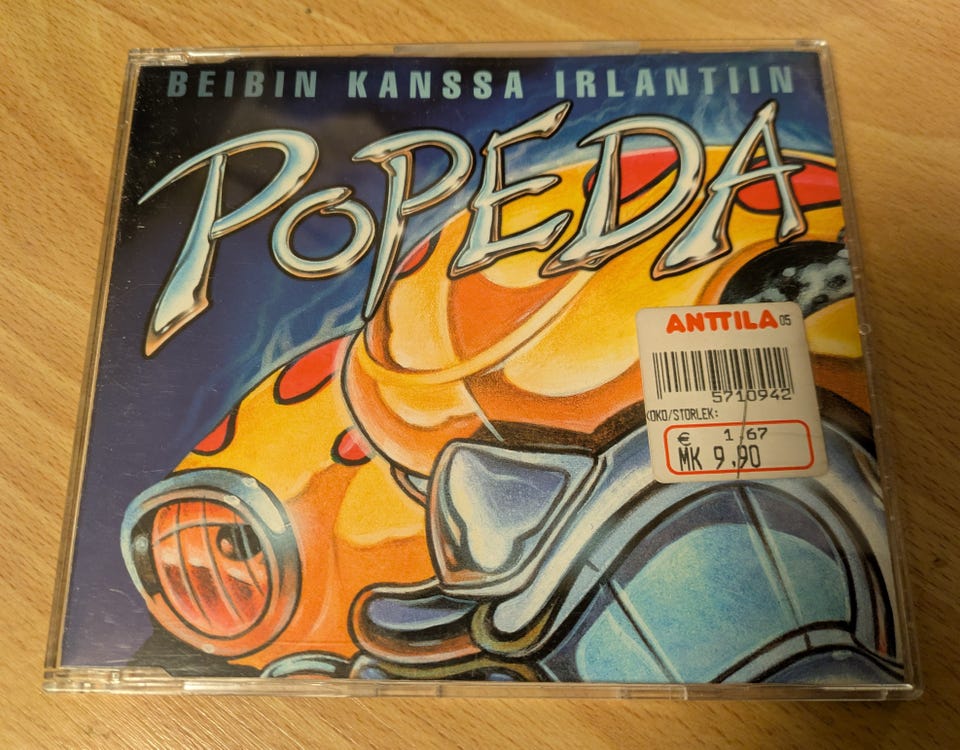 BEIBIN KANSSA IRLANTIIN
POPEDA
ANTTILA 05
5710942
KOKO/STORLEK:
€ 1,67
MK 9,90